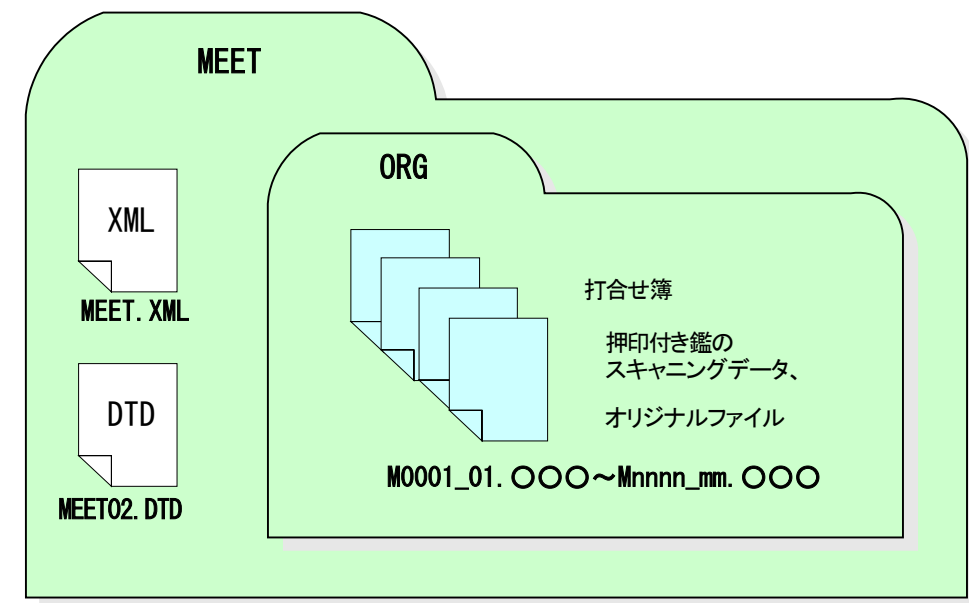 MEET
ORG
XML
MEET.XML
DTD
MEET02.DTD
打合せ簿
押印付き鑑の
スキャニングデータ、
オリジナルファイル
M0001_01.○○○～Mnnnn_mm.○○○